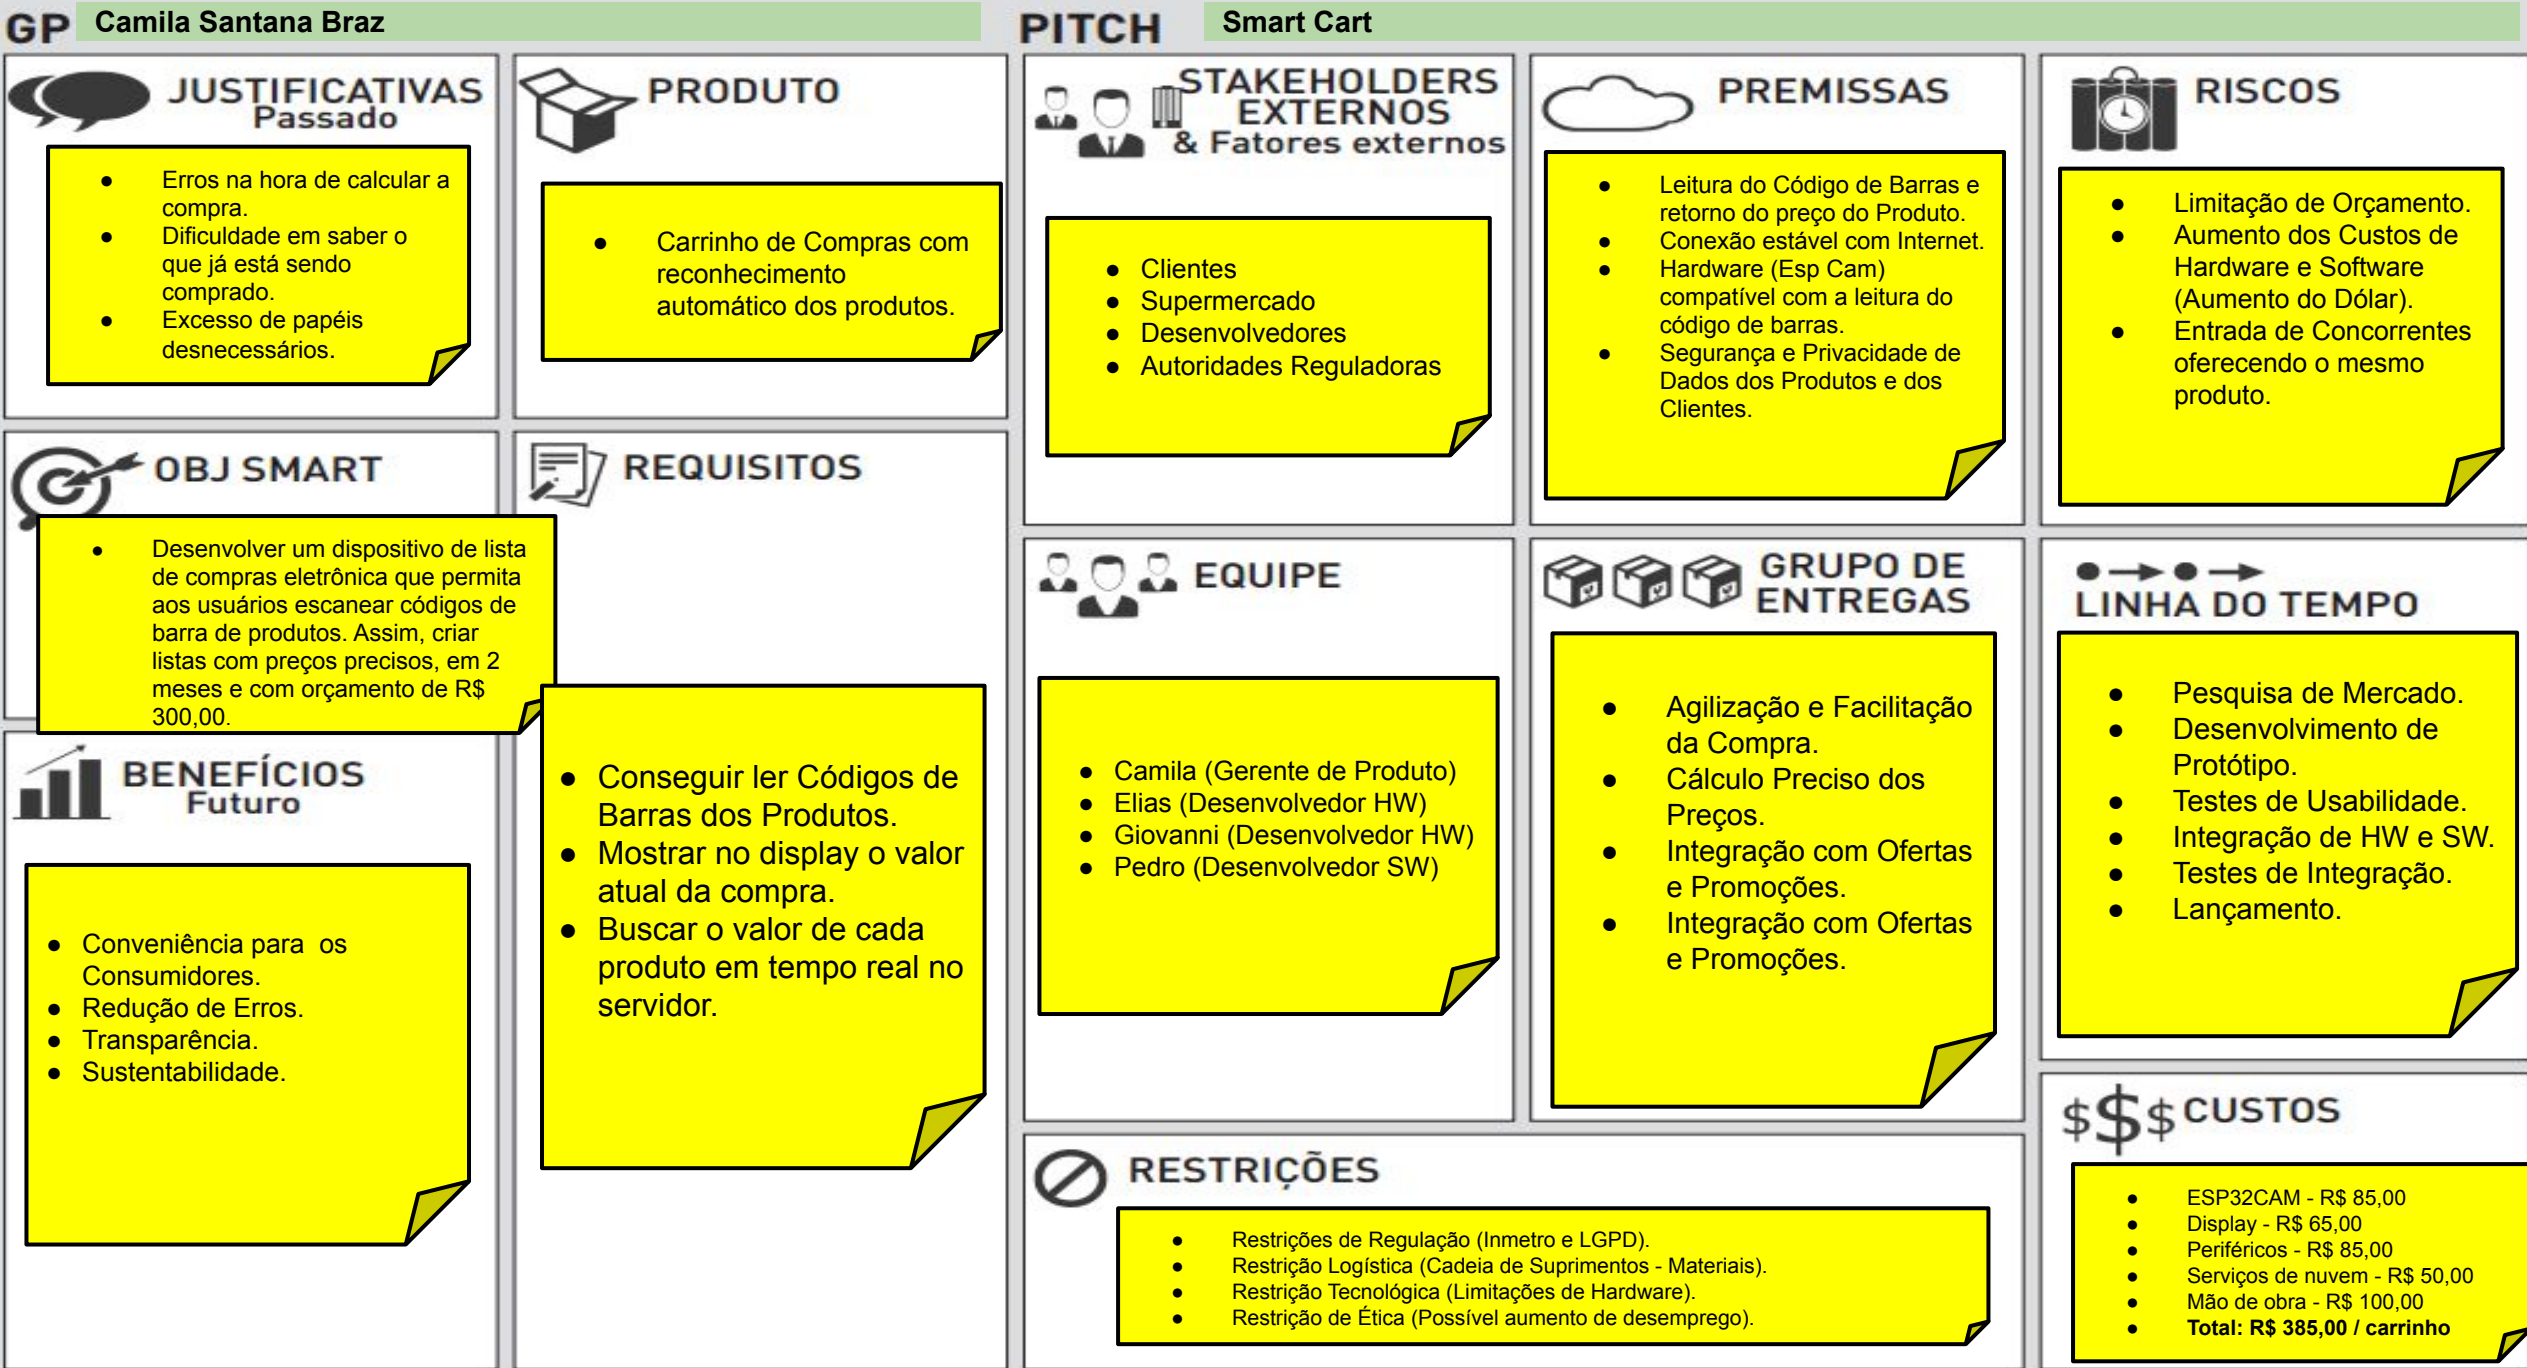 GP Camila Santana Braz
PITCH Smart Cart
JUSTIFICATIVAS
Passado
● Erros na hora de calcular a
compra.
● Dificuldade em saber o
que já está sendo
comprado.
● Excesso de papéis
desnecessários.
PRODUTO
● Carrinho de Compras com
reconhecimento
automático dos produtos.
STAKEHOLDERS
EXTERNOS
& Fatores externos
● Clientes
● Supermercado
● Desenvolvedores
● Autoridades Reguladoras
PREMISSAS
● Leitura do Código de Barras e
retorno do preço do Produto.
● Conexão estável com Internet.
● Hardware (Esp Cam)
compatível com a leitura do
código de barras.
● Segurança e Privacidade de
Dados dos Produtos e dos
Clientes.
RISCOS
● Limitação de Orçamento.
● Aumento dos Custos de
Hardware e Software
(Aumento do Dólar).
● Entrada de Concorrentes
oferecendo o mesmo
produto.
OBJ SMART
● Desenvolver um dispositivo de lista
de compras eletrônica que permita
aos usuários escanear códigos de
barra de produtos. Assim, criar
listas com preços precisos, em 2
meses e com orçamento de R$
300,00.
REQUISITOS
● Conseguir ler Códigos de
Barras dos Produtos.
● Mostrar no display o valor
atual da compra.
● Buscar o valor de cada
produto em tempo real no
servidor.
BENEFÍCIOS
Futuro
● Conveniência para  os
Consumidores.
● Redução de Erros.
● Transparência.
● Sustentabilidade.
EQUIPE
● Camila (Gerente de Produto)
● Elias (Desenvolvedor HW)
● Giovanni (Desenvolvedor HW)
● Pedro (Desenvolvedor SW)
GRUPO DE
ENTREGAS
● Agilização e Facilitação
da Compra.
● Cálculo Preciso dos
Preços.
● Integração com Ofertas
e Promoções.
● Integração com Ofertas
e Promoções.
LINHA DO TEMPO
● Pesquisa de Mercado.
● Desenvolvimento de
Protótipo.
● Testes de Usabilidade.
● Integração de HW e SW.
● Testes de Integração.
● Lançamento.
RESTRIÇÕES
● Restrições de Regulação (Inmetro e LGPD).
● Restrição Logística (Cadeia de Suprimentos - Materiais).
● Restrição Tecnológica (Limitações de Hardware).
● Restrição de Ética (Possível aumento de desemprego).
$$$ CUSTOS
● ESP32CAM - R$ 85,00
● Display - R$ 65,00
● Periféricos - R$ 85,00
● Serviços de nuvem - R$ 50,00
● Mão de obra - R$ 100,00
● Total: R$ 385,00 / carrinho